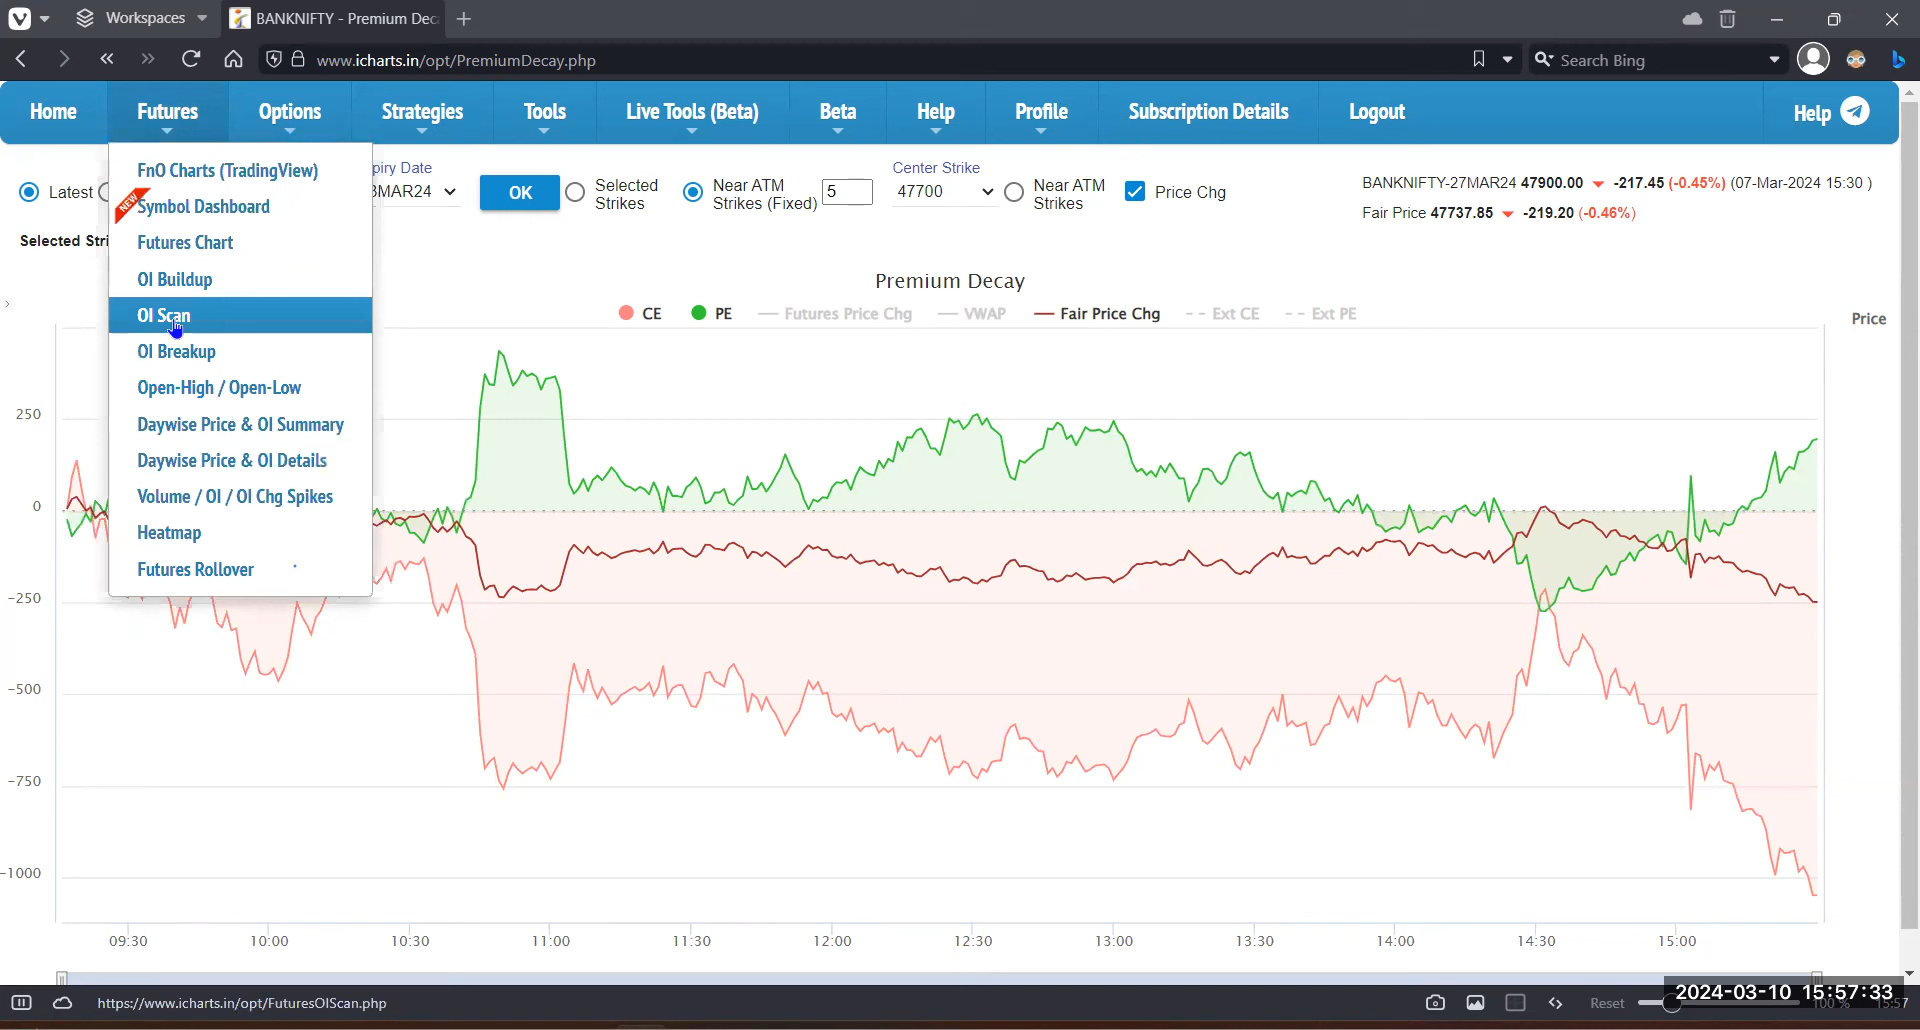 Workspaces
BANKNIFTY - Premium Dec
www.icharts.in/opt/PremiumDecay.php
Search Bing
Home Futures Options Strategies Tools Live Tools (Beta) Beta Help Profile Subscription Details Logout Help
FnO Charts (TradingView)
NEW
Symbol Dashboard
Futures Chart
OI Buildup
OI Scan
OI Breakup
Open-High / Open-Low
Daywise Price & OI Summary
Daywise Price & OI Details
Volume / OI / OI Chg Spikes
Heatmap
Futures Rollover
Latest
piry Date
3MAR24
OK
Selected
Strikes
Near ATM
Strikes (Fixed)
5
Center Strike
47700
Near ATM
Strikes
Price Chg
BANKNIFTY-27MAR24 47900.00 -217.45 (-0.45%) (07-Mar-2024 15:30 )
Fair Price 47737.85 -219.20 (-0.46%)
Selected Stri
Premium Decay
CE PE Futures Price Chg VWAP Fair Price Chg Ext CE Ext PE
Price
250
0
-250
-500
-750
-1000
09:30 10:00 10:30 11:00 11:30 12:00 12:30 13:00 13:30 14:00 14:30 15:00
https://www.icharts.in/opt/FuturesOIScan.php
Reset
100 %
15:57
2024-03-10 15:57:33